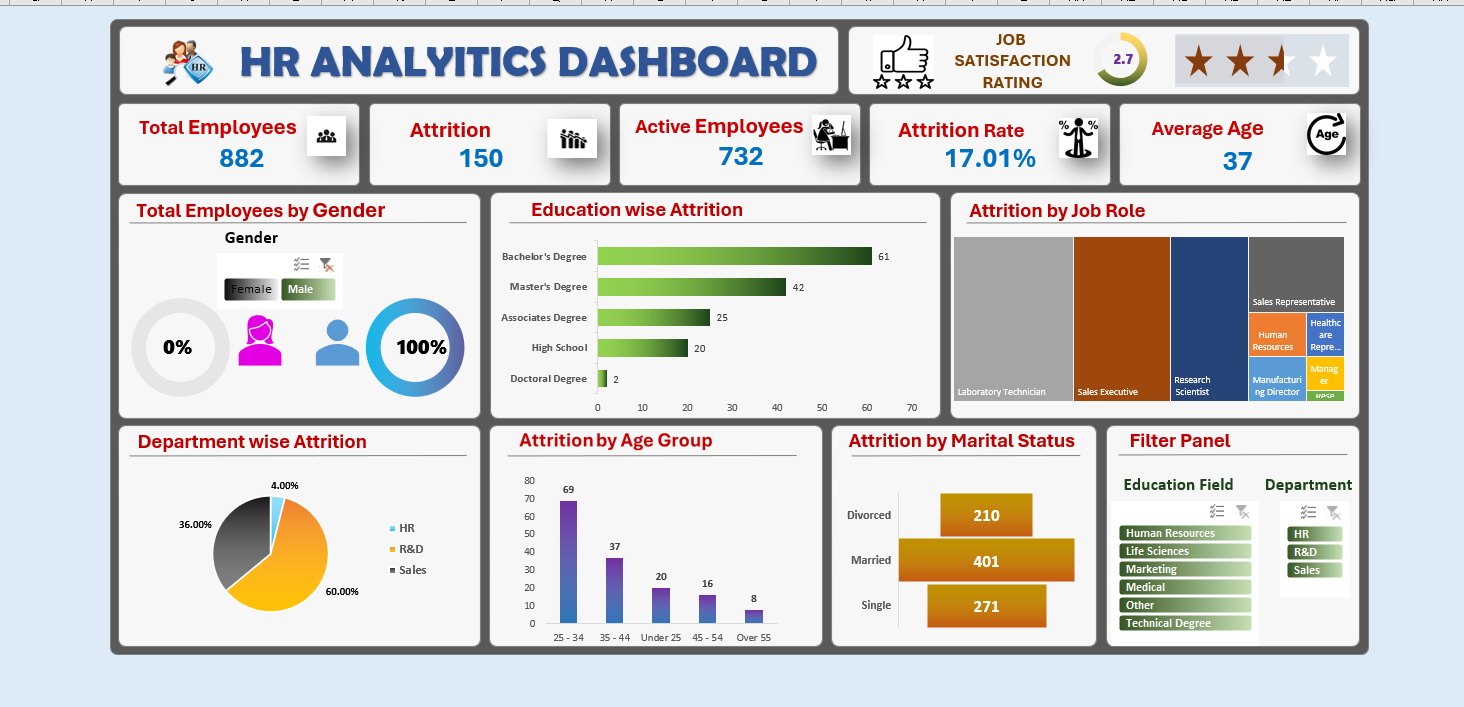 HR
HR ANALYITICS DASHBOARD
JOB
SATISFACTION
RATING
2.7
Total Employees
882
Attrition
150
Active Employees
732
Attrition Rate
17.01%
% %
Average Age
37
Age
Total Employees by Gender
Gender
Female
Male
0%
100%
Education wise Attrition
Bachelor's Degree
61
Master's Degree
42
Associates Degree
25
High School
20
Doctoral Degree
2
0 10 20 30 40 50 60 70
Attrition by Job Role
Laboratory Technician
Sales Executive
Research
Scientist
Sales Representative
Human
Resources
Healthc
are
Repre...
Manufacturi
ng Director
Manag
er
Department wise Attrition
4.00%
36.00%
60.00%
HR
R&D
Sales
Attrition by Age Group
80
70
60
50
40
30
20
10
0
69
37
20
16
8
25 - 34 35 - 44 Under 25 45 - 54 Over 55
Attrition by Marital Status
Divorced
210
Married
401
Single
271
Filter Panel
Education Field
Human Resources
Life Sciences
Marketing
Medical
Other
Technical Degree
Department
HR
R&D
Sales